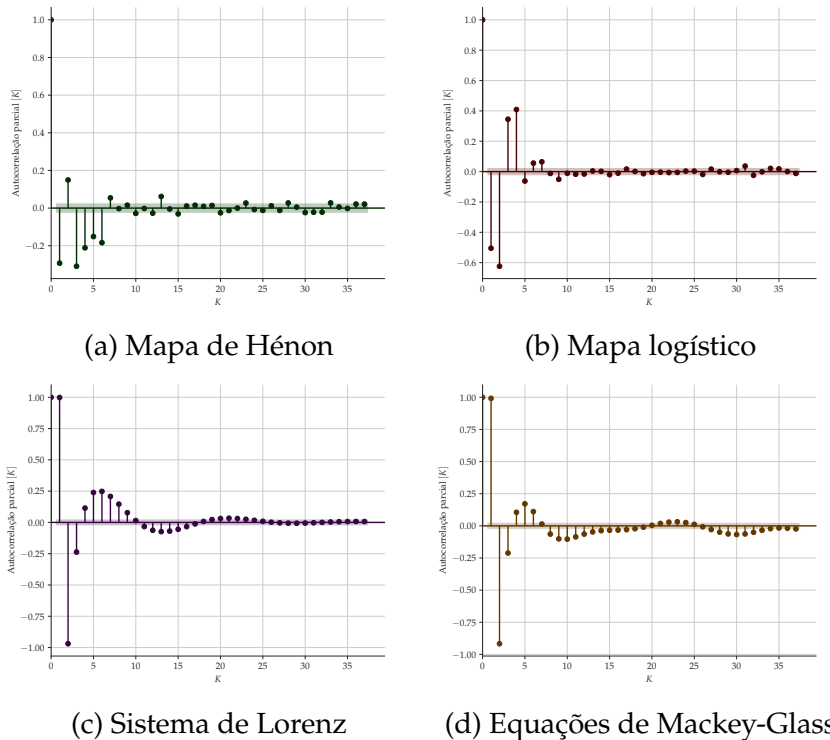 1.0
0.8
0.6
0.4
0.2
0.0
−0.2
Autocorrelação parcial [K]
0 5 10 15 20 25 30 35
K
(a) Mapa de Hénon
1.0
0.8
0.6
0.4
0.2
0.0
−0.2
−0.4
−0.6
Autocorrelação parcial [K]
0 5 10 15 20 25 30 35
K
(b) Mapa logístico
1.00
0.75
0.50
0.25
0.00
−0.25
−0.50
−0.75
−1.00
Autocorrelação parcial [K]
0 5 10 15 20 25 30 35
K
(c) Sistema de Lorenz
1.00
0.75
0.50
0.25
0.00
−0.25
−0.50
−0.75
−1.00
Autocorrelação parcial [K]
0 5 10 15 20 25 30 35
K
(d) Equações de Mackey-Glass